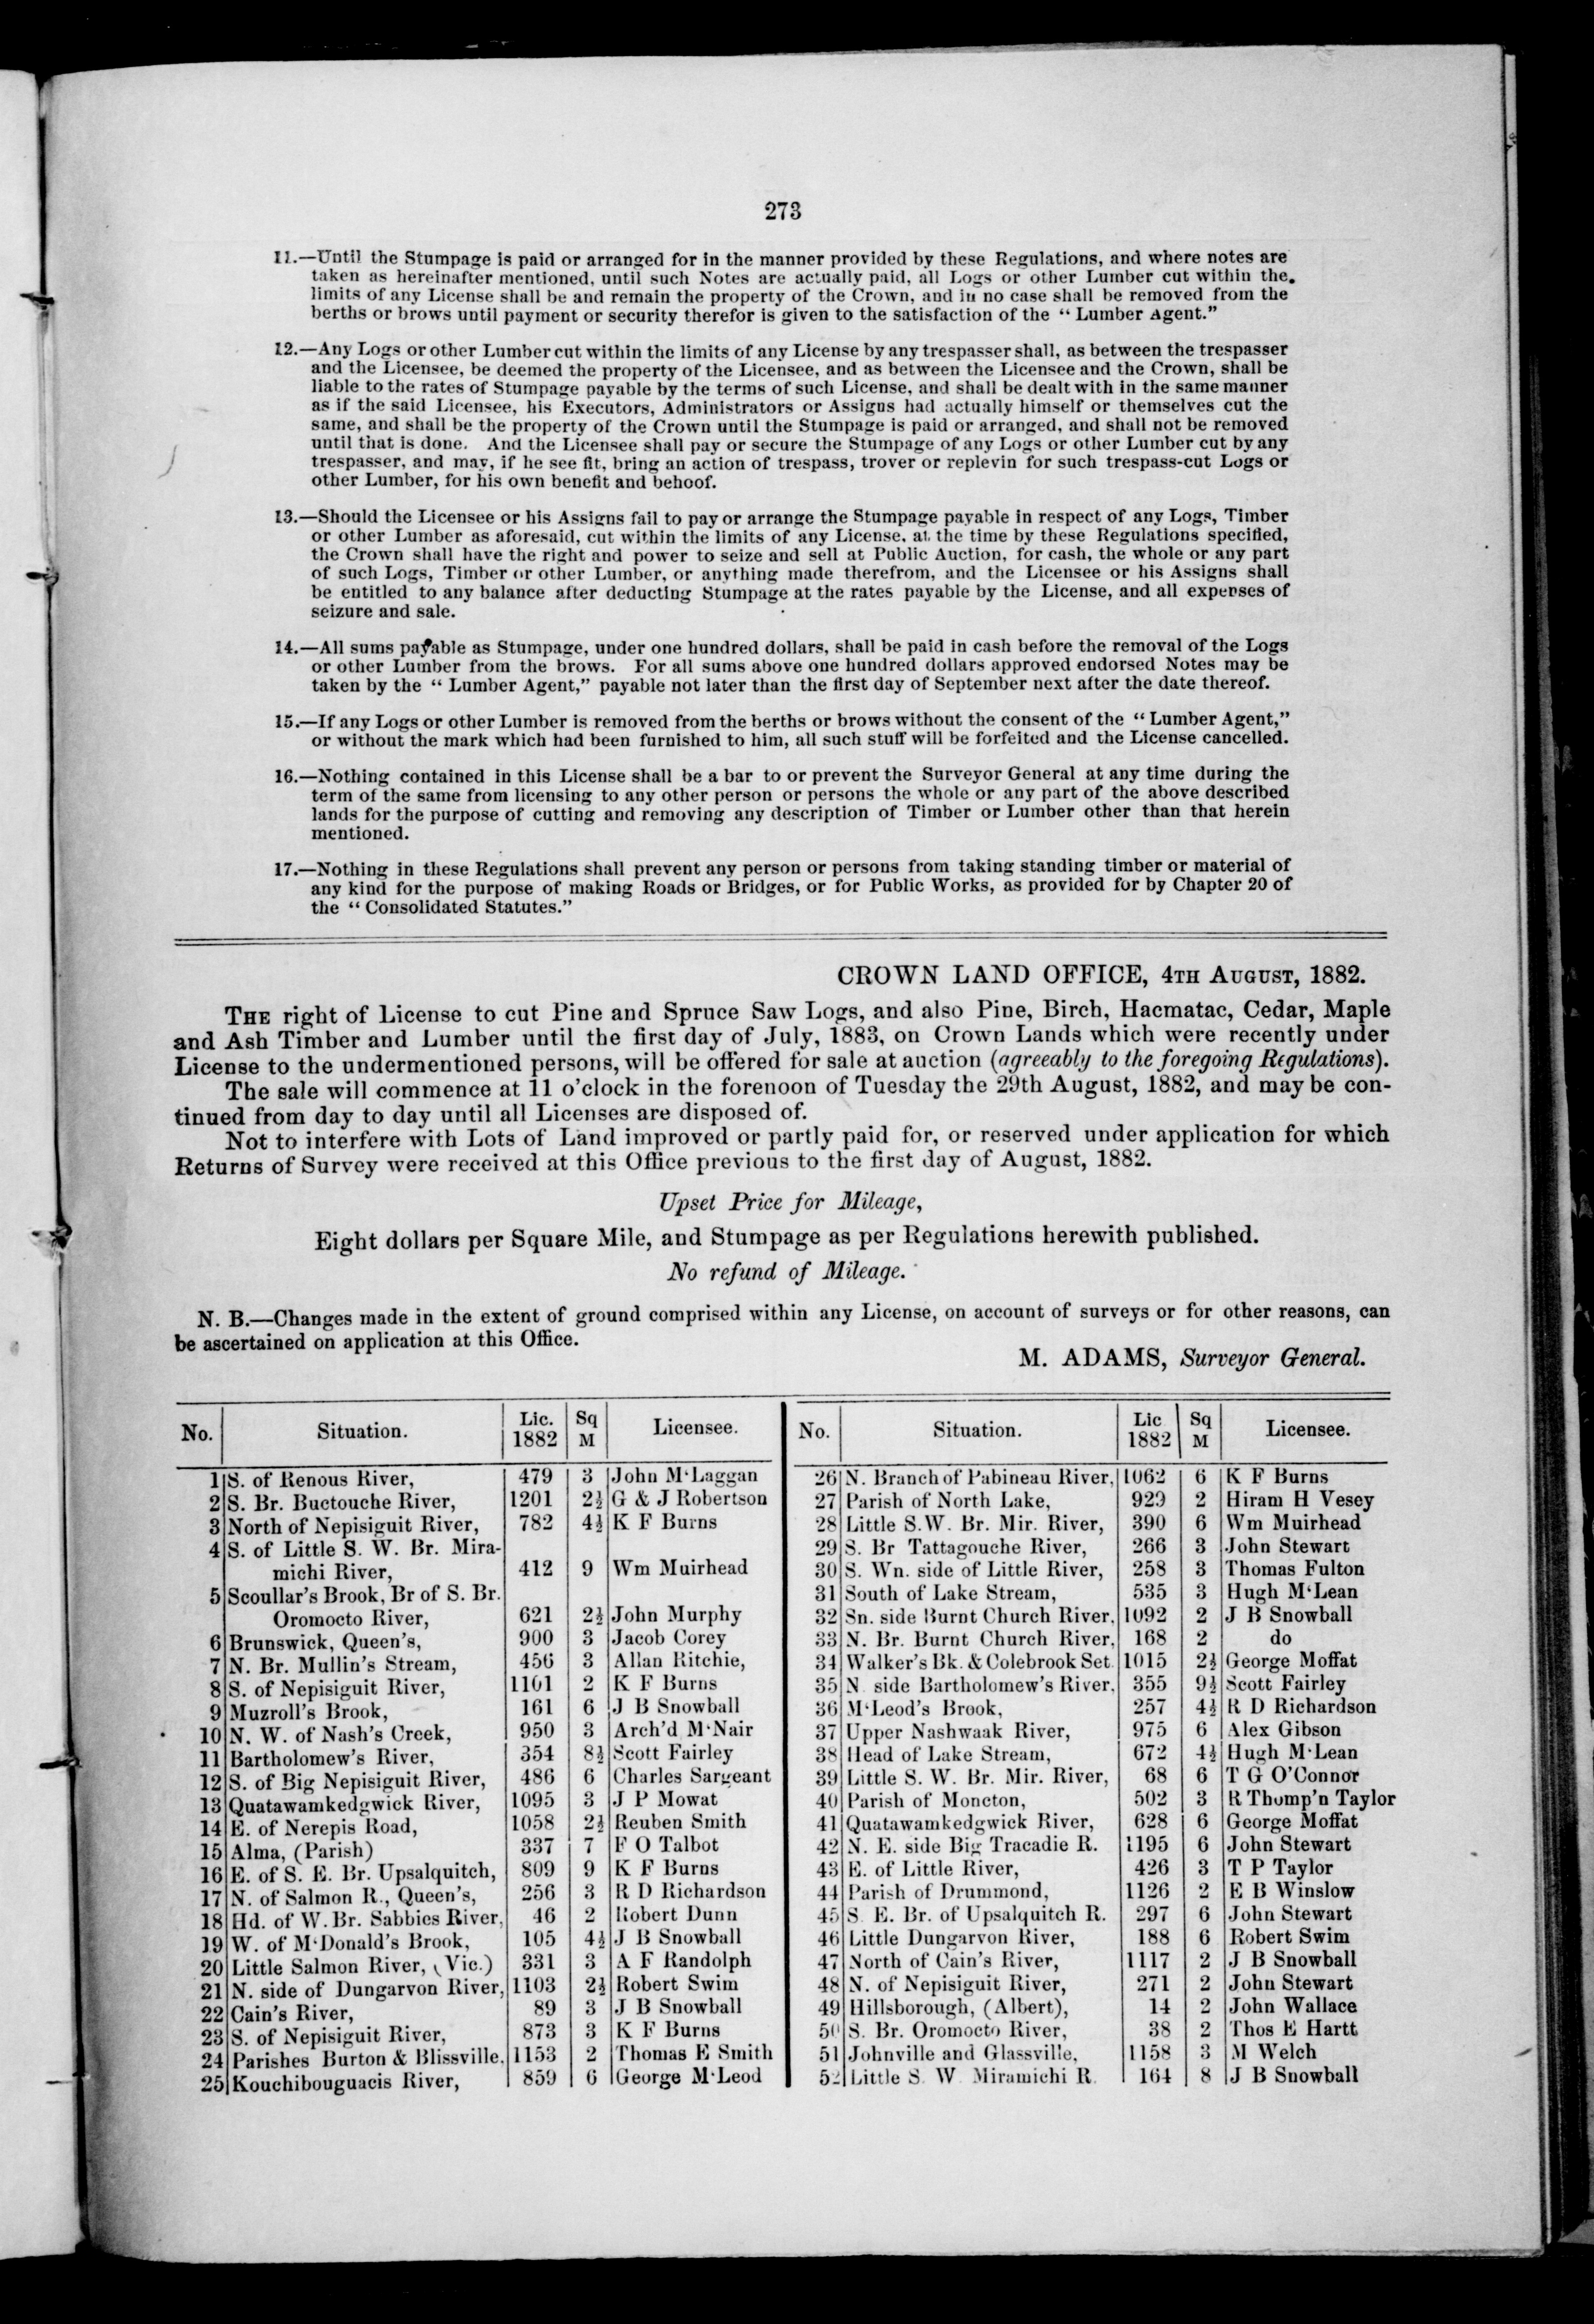 273
11.—Until the Stumpage is paid or arranged for in the manner provided by these Regulations, and where notes are
taken as hereinafter mentioned, until such Notes are actually paid, all Logs or other Lumber cut within the.
limits of any License shall be and remain the property of the Crown, and in no case shall be removed from the
berths or brows until payment or security therefor is given to the satisfaction of the “ Lumber Agent.”
12.—Any Logs or other Lumber cut within the limits of any License by any trespasser shall, as between the trespasser
and the Licensee, be deemed the property of the Licensee, and as between the Licensee and the Crown, shall be
liable to the rates of Stumpage payable by the terms of such License, and shall be dealt with in the same manner
as if the said Licensee, his Executors, Administrators or Assigns had actually himself or themselves cut the
same, and shall be the property of the Crown until the Stumpage is paid or arranged, and shall not be removed
until that is done. And the Licensee shall pay or secure the Stumpage of any Logs or other Lumber cut by any
trespasser, and may, if he see fit, bring an action of trespass, trover or replevin for such trespass-cut Logs or
other Lumber, for his own benefit and behoof.
13.—Should the Licensee or his Assigns fail to pay or arrange the Stumpage payable in respect of any Logs, Timber
or other Lumber as aforesaid, cut within the limits of any License, at the time by these Regulations specified,
the Crown shall have the right and power to seize and sell at Public Auction, for cash, the whole or any part
of such Logs, Timber or other Lumber, or anything made therefrom, and the Licensee or his Assigns shall
be entitled to any balance after deducting Stumpage at the rates payable by the License, and all expenses of
seizure and sale.
14.—All sums payable as Stumpage, under one hundred dollars, shall be paid in cash before the removal of the Logs
or other Lumber from the brows. For all sums above one hundred dollars approved endorsed Notes may be
taken by the “ Lumber Agent,” payable not later than the first day of September next after the date thereof.
15.—If any Logs or other Lumber is removed from the berths or brows without the consent of the “ Lumber Agent,”
or without the mark which had been furnished to him, all such stuff will be forfeited and the License cancelled.
16.—Nothing contained in this License shall be a bar to or prevent the Surveyor General at any time during the
term of the same from licensing to any other person or persons the whole or any part of the above described
lands for the purpose of cutting and removing any description of Timber or Lumber other than that herein
mentioned.
17.—Nothing in these Regulations shall prevent any person or persons from taking standing timber or material of
any kind for the purpose of making Roads or Bridges, or for Public Works, as provided for by Chapter 20 of
the “ Consolidated Statutes.”
CROWN LAND OFFICE, 4TH AUGUST, 1882.
THE right of License to cut Pine and Spruce Saw Logs, and also Pine, Birch, Hacmatac, Cedar, Maple
and Ash Timber and Lumber until the first day of July, 1883, on Crown Lands which were recently under
License to the undermentioned persons, will be offered for sale at auction (agreeably to the foregoing Regulations).
The sale will commence at 11 o’clock in the forenoon of Tuesday the 29th August, 1882, and may be con-
tinued from day to day until all Licenses are disposed of.
Not to interfere with Lots of Land improved or partly paid for, or reserved under application for which
Returns of Survey were received at this Office previous to the first day of August, 1882.
Upset Price for Mileage,
Eight dollars per Square Mile, and Stumpage as per Regulations herewith published.
No refund of Mileage.
N. B.—Changes made in the extent of ground comprised within any License, on account of surveys or for other reasons, can
be ascertained on application at this Office.
M. ADAMS, Surveyor General.
No. Situation. Lic. 1882 Sq M Licensee.
1 S. of Renous River, 479 3 John M‘Laggan
2 S. Br. Buctouche River, 1201 2½ G & J Robertson
3 North of Nepisiguit River, 782 4½ K F Burns
4 S. of Little S. W. Br. Mira-
michi River, 412 9 Wm Muirhead
5 Scoullar’s Brook, Br of S. Br.
Oromocto River, 621 2½ John Murphy
6 Brunswick, Queen’s, 900 3 Jacob Corey
7 N. Br. Mullin’s Stream, 456 3 Allan Ritchie,
8 S. of Nepisiguit River, 1101 2 K F Burns
9 Muzroll’s Brook, 161 6 J B Snowball
10 N. W. of Nash’s Creek, 950 3 Arch’d M‘Nair
11 Bartholomew’s River, 354 8½ Scott Fairley
12 S. of Big Nepisiguit River, 486 6 Charles Sargeant
13 Quatawamkedgwick River, 1095 3 J P Mowat
14 E. of Nerepis Road, 1058 2½ Reuben Smith
15 Alma, (Parish) 337 7 F O Talbot
16 E. of S. E. Br. Upsalquitch, 809 9 K F Burns
17 N. of Salmon R., Queen’s, 256 3 R D Richardson
18 Hd. of W. Br. Sabbies River, 46 2 Robert Dunn
19 W. of M‘Donald’s Brook, 105 4½ J B Snowball
20 Little Salmon River, (Vic.) 331 3 A F Randolph
21 N. side of Dungarvon River, 1103 2½ Robert Swim
22 Cain’s River, 89 3 J B Snowball
23 S. of Nepisiguit River, 873 3 K F Burns
24 Parishes Burton & Blissville, 1153 2 Thomas E Smith
25 Kouchibouguacis River, 859 6 George M‘Leod
No. Situation. Lic 1882 Sq M Licensee.
26 N. Branch of Pabineau River, 1062 6 K F Burns
27 Parish of North Lake, 929 2 Hiram H Vesey
28 Little S.W. Br. Mir. River, 390 6 Wm Muirhead
29 S. Br Tattagouche River, 266 3 John Stewart
30 S. Wn. side of Little River, 258 3 Thomas Fulton
31 South of Lake Stream, 535 3 Hugh M‘Lean
32 Sn. side Burnt Church River, 1092 2 J B Snowball
33 N. Br. Burnt Church River, 168 2 do
34 Walker’s Bk. & Colebrook Set. 1015 2½ George Moffat
35 N. side Bartholomew’s River, 355 9½ Scott Fairley
36 M‘Leod’s Brook, 257 4½ R D Richardson
37 Upper Nashwaak River, 975 6 Alex Gibson
38 Head of Lake Stream, 672 4½ Hugh M‘Lean
39 Little S. W. Br. Mir. River, 68 6 T G O’Connor
40 Parish of Moncton, 502 3 R Thomp’n Taylor
41 Quatawamkedgwick River, 628 6 George Moffat
42 N. E. side Big Tracadie R. 1195 6 John Stewart
43 E. of Little River, 426 3 T P Taylor
44 Parish of Drummond, 1126 2 E B Winslow
45 S. E. Br. of Upsalquitch R. 297 6 John Stewart
46 Little Dungarvon River, 188 6 Robert Swim
47 North of Cain’s River, 1117 2 J B Snowball
48 N. of Nepisiguit River, 271 2 John Stewart
49 Hillsborough, (Albert), 14 2 John Wallace
50 S. Br. Oromocto River, 38 2 Thos E Hartt
51 Johnville and Glassville, 1158 3 M Welch
52 Little S. W. Miramichi R. 164 8 J B Snowball